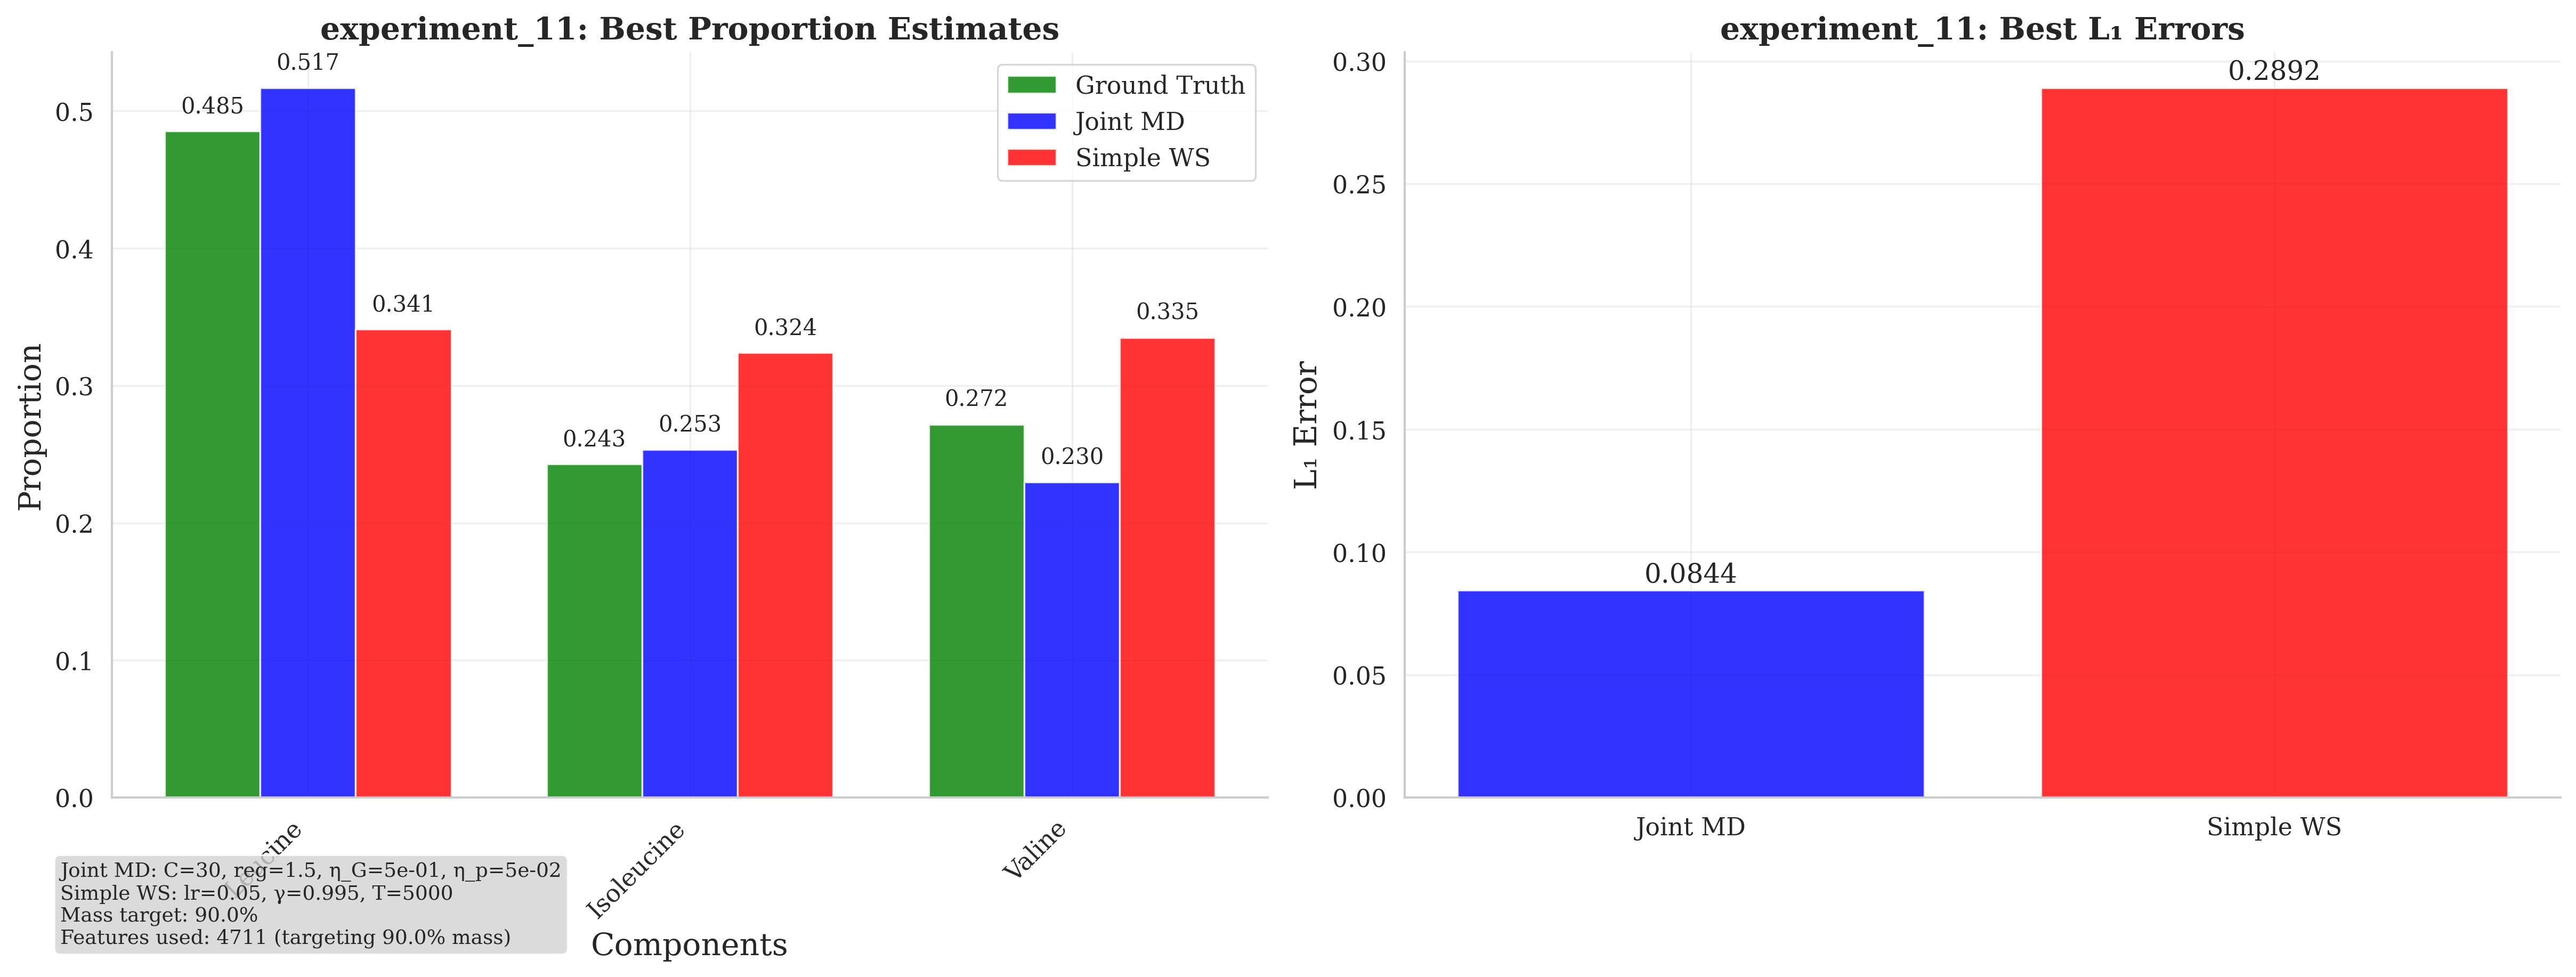 experiment_11: Best Proportion Estimates
0.5
0.4
0.3
0.2
0.1
0.0
Proportion
0.485
0.517
0.341
0.243
0.253
0.324
0.272
0.230
0.335
Ground Truth
Joint MD
Simple WS
Leucine
Isoleucine
Valine
Components
Joint MD: C=30, reg=1.5, η_G=5e-01, η_p=5e-02
Simple WS: lr=0.05, γ=0.995, T=5000
Mass target: 90.0%
Features used: 4711 (targeting 90.0% mass)
experiment_11: Best L₁ Errors
0.30
0.25
0.20
0.15
0.10
0.05
0.00
L₁ Error
0.0844
0.2892
Joint MD
Simple WS